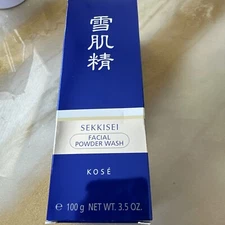 雪
肌
精
SEKKISEI
FACIAL
POWDER WASH
KOSÉ
℮ 100 g NET WT. 3.5 OZ.